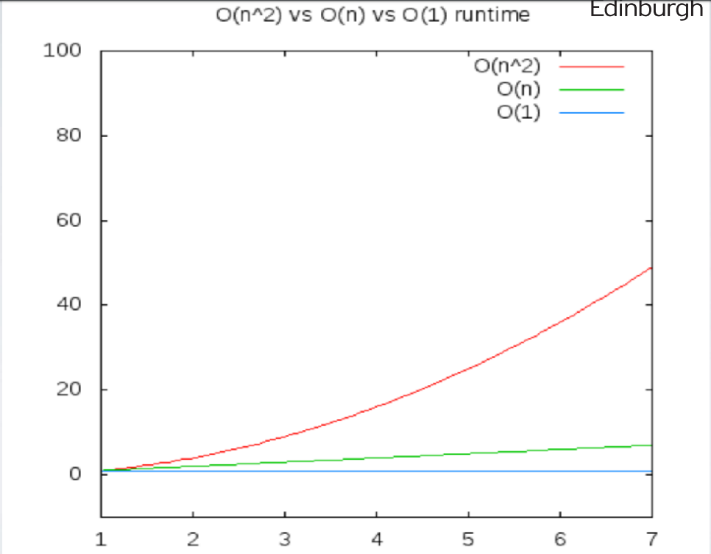 Edinburgh
O(n^2) vs O(n) vs O(1) runtime
100
O(n^2)
O(n)
O(1)
80
60
40
20
0
1 2 3 4 5 6 7